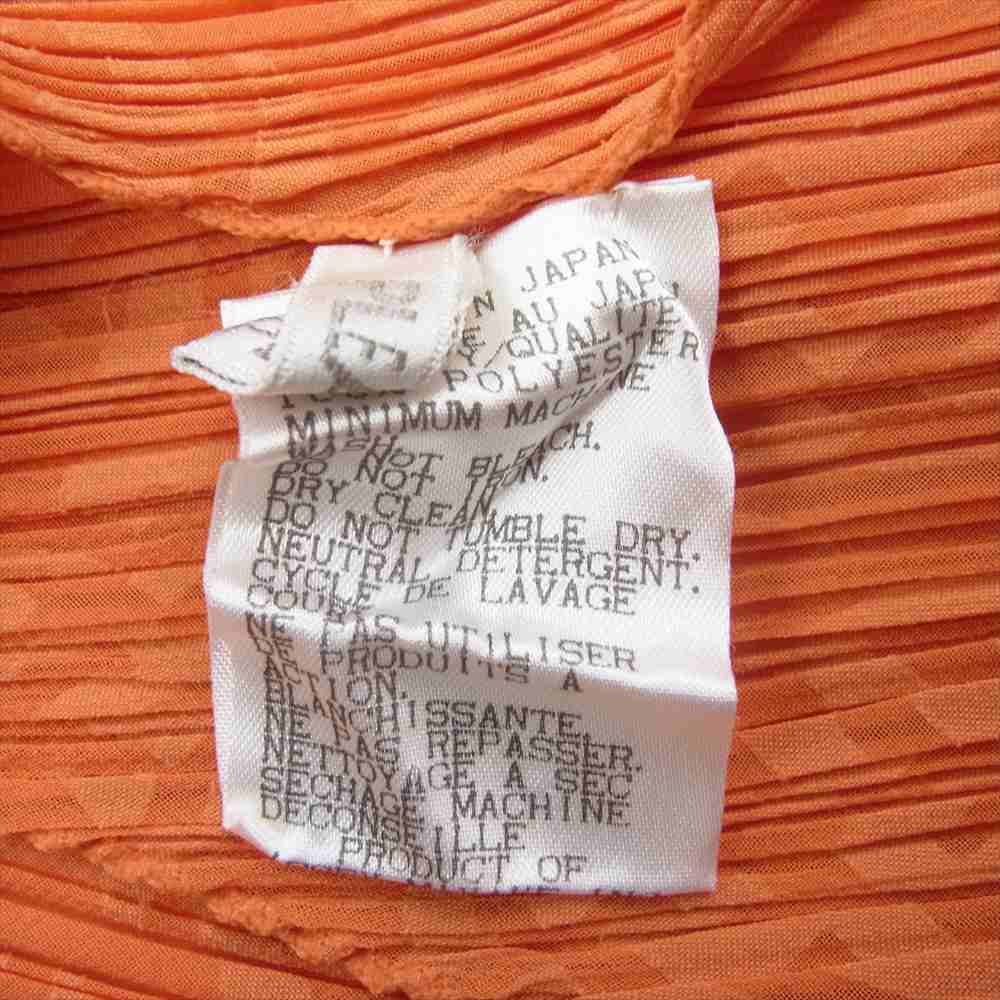 JAPAN
AU JAP
QUALITE
POLYESTER
MINIMUM MACHINE
WASH.
DO NOT BLEACH.
DO NOT IRON.
DRY CLEAN.
DO NOT TUMBLE DRY.
NEUTRAL DETERGENT.
CYCLE DE LAVAGE
COURT
NE PAS UTILISER
DE PRODUITS A
L'ACTION
BLANCHISSANTE.
NE PAS REPASSER.
NETTOYAGE A SEC
SECHAGE MACHINE
DECONSEILLE
PRODUCT OF